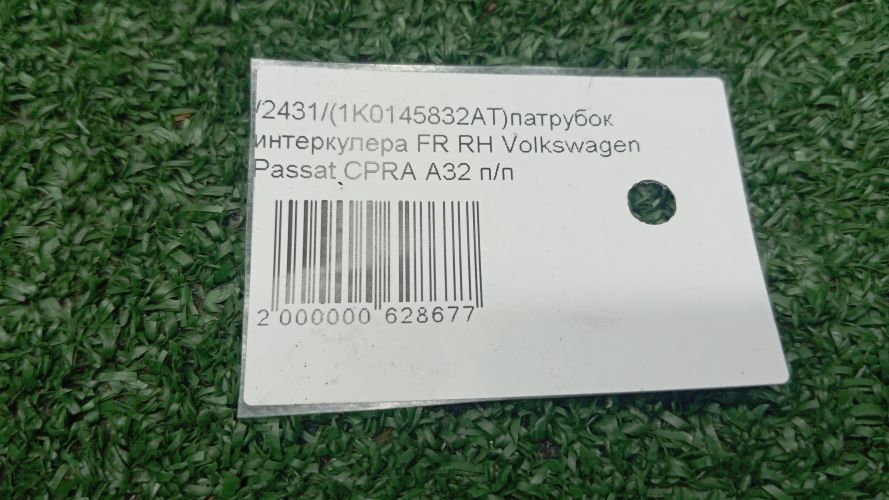 /2431/(1K0145832AT)патрубок
интеркулера FR RH Volkswagen
Passat CPRA A32 п/п
2 000000 628677